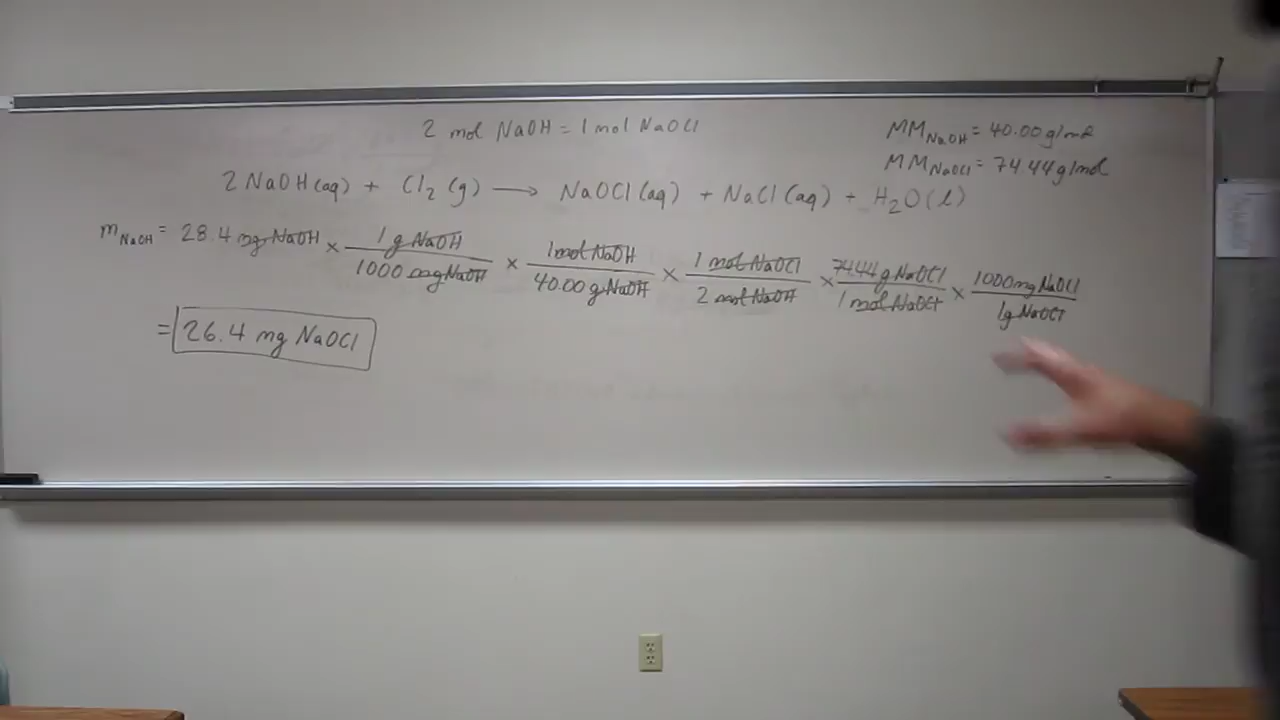 2 mol NaOH = 1 mol NaOCl
MM NaOH = 40.00 g/mol
MM NaOCl = 74.44 g/mol
2 NaOH (aq) + Cl₂ (g) → NaOCl (aq) + NaCl (aq) + H₂O (l)
m NaOH = 28.4 mg NaOH × 1 g NaOH / 1000 mg NaOH × 1 mol NaOH / 40.00 g NaOH × 1 mol NaOCl / 2 mol NaOH × 74.44 g NaOCl / 1 mol NaOCl × 1000 mg NaOCl / 1 g NaOCl
= 26.4 mg NaOCl